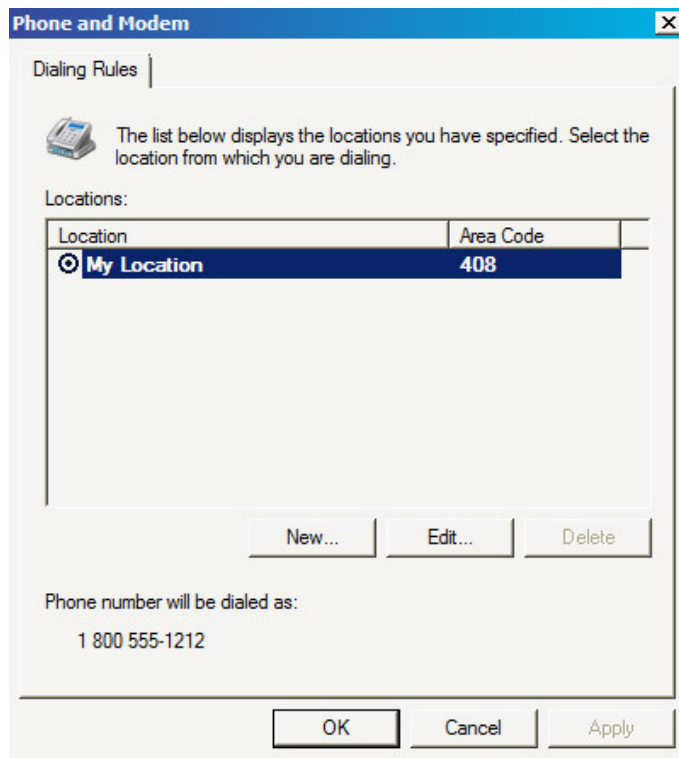 Phone and Modem
Dialing Rules
The list below displays the locations you have specified. Select the
location from which you are dialing.
Locations:
Location Area Code
My Location 408
New... Edit... Delete
Phone number will be dialed as:
1 800 555-1212
OK Cancel Apply